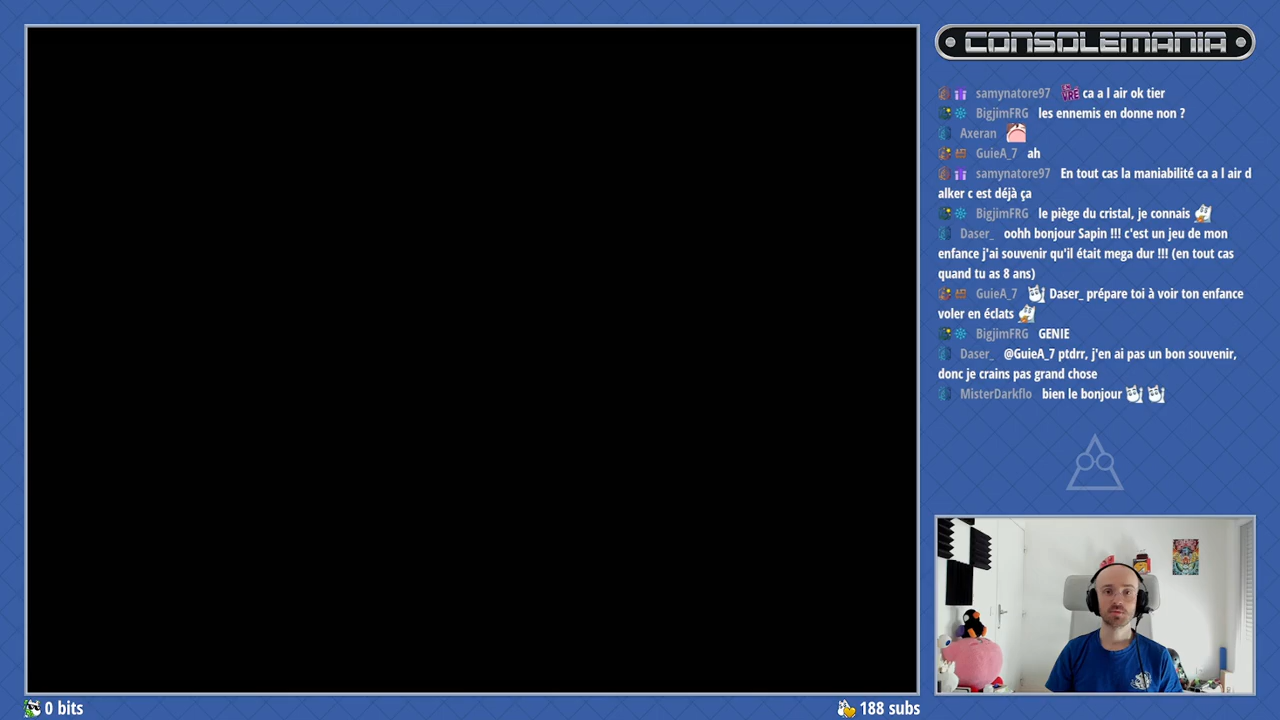 CONSOLEMANIA
samynatore97 ca a l air ok tier
BigjimFRG les ennemis en donne non ?
Axeran
GuieA_7 ah
samynatore97 En tout cas la maniabilité ca a l air d
alker c est déjà ça
BigjimFRG le piège du cristal, je connais
Daser_ oohh bonjour Sapin !!! c'est un jeu de mon
enfance j'ai souvenir qu'il était mega dur !!! (en tout cas
quand tu as 8 ans)
GuieA_7 Daser_ prépare toi à voir ton enfance
voler en éclats
BigjimFRG GENIE
Daser_ @GuieA_7 ptdrr, j'en ai pas un bon souvenir,
donc je crains pas grand chose
MisterDarkflo bien le bonjour
0 bits
188 subs